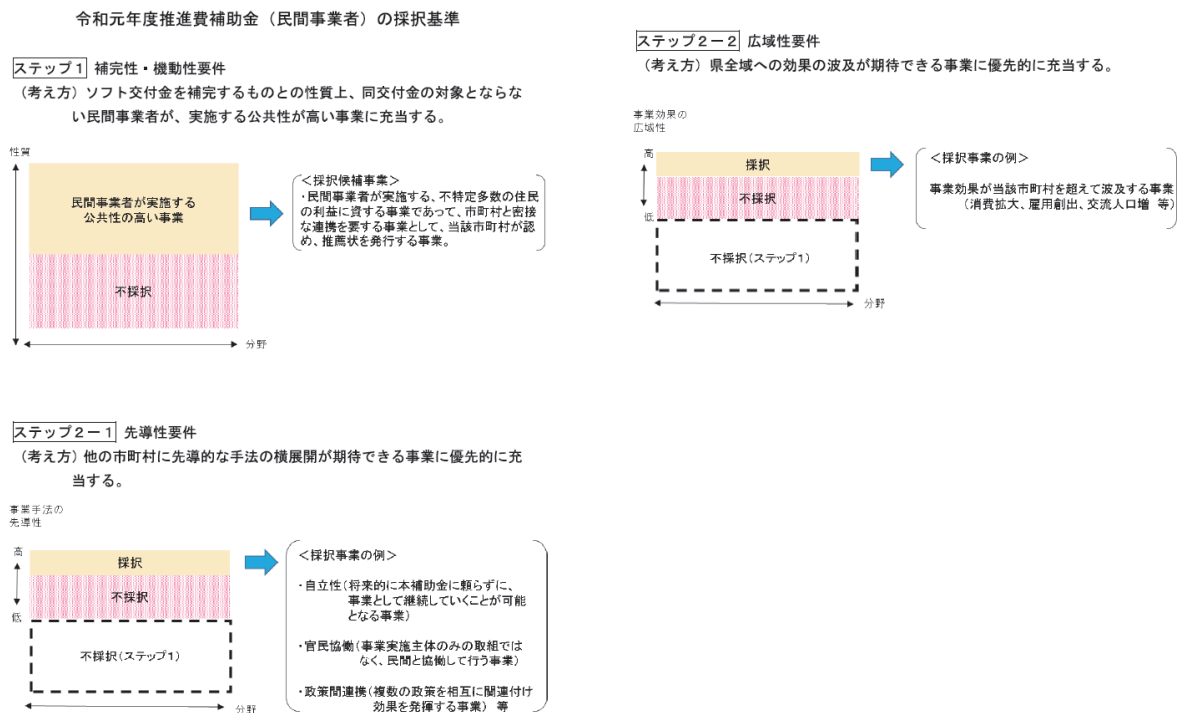 令和元年度推進費補助金（民間事業者）の採択基準
ステップ１ 補完性・機動性要件
（考え方）ソフト交付金を補完するものとの性質上、同交付金の対象とならな
い民間事業者が、実施する公共性が高い事業に充当する。
性質
民間事業者が実施する
公共性の高い事業
不採択
分野
＜採択候補事業＞
・民間事業者が実施する、不特定多数の住民
の利益に資する事業であって、市町村と密接
な連携を要する事業として、当該市町村が認
め、推薦状を発行する事業。
ステップ２－１ 先導性要件
（考え方）他の市町村に先導的な手法の横展開が期待できる事業に優先的に充
当する。
事業手法の
先導性
高
採択
不採択
低
不採択（ステップ１）
分野
＜採択事業の例＞
・自立性（将来的に本補助金に頼らずに、
事業として継続していくことが可能
となる事業）
・官民協働（事業実施主体のみの取組では
なく、民間と協働して行う事業）
・政策間連携（複数の政策を相互に関連付け
効果を発揮する事業） 等
ステップ２－２ 広域性要件
（考え方）県全域への効果の波及が期待できる事業に優先的に充当する。
事業効果の
広域性
高
採択
不採択
低
不採択（ステップ１）
分野
＜採択事業の例＞
事業効果が当該市町村を超えて波及する事業
（消費拡大、雇用創出、交流人口増 等）